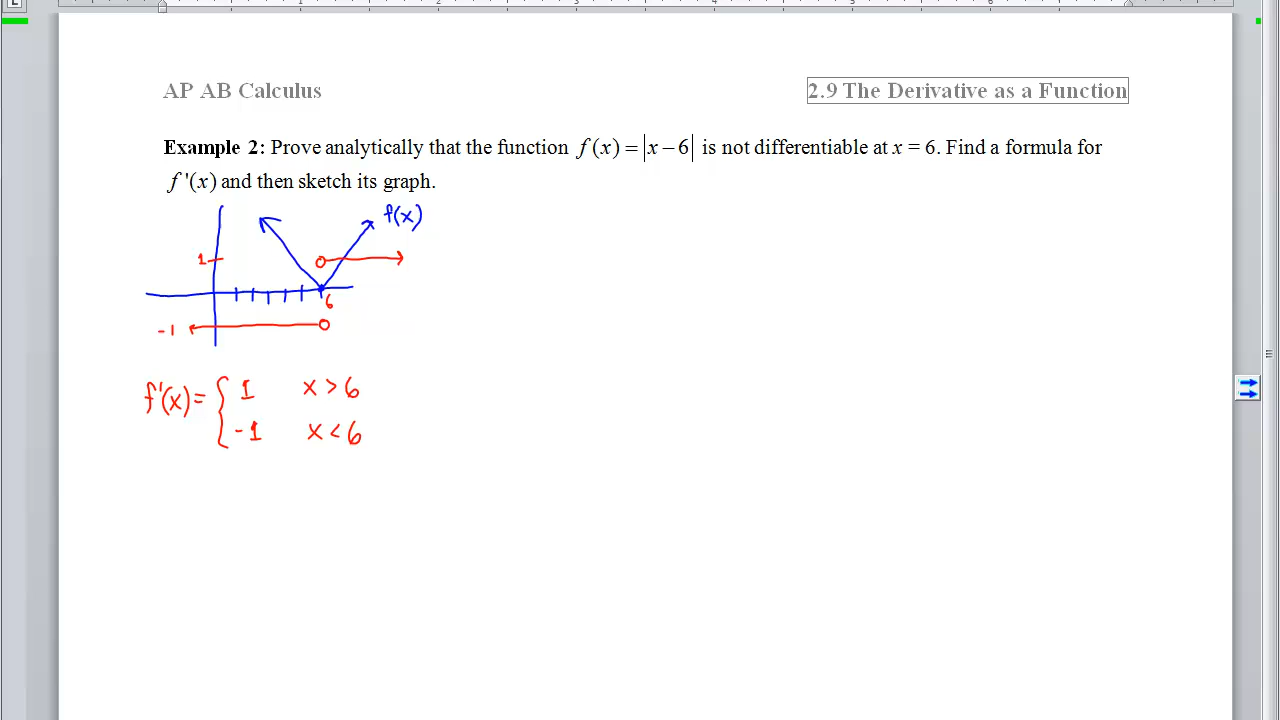 AP AB Calculus
2.9 The Derivative as a Function
Example 2: Prove analytically that the function f(x) = |x − 6| is not differentiable at x = 6. Find a formula for
f '(x) and then sketch its graph.
f(x)
1
6
-1
f'(x) = { 1 x > 6
-1 x < 6